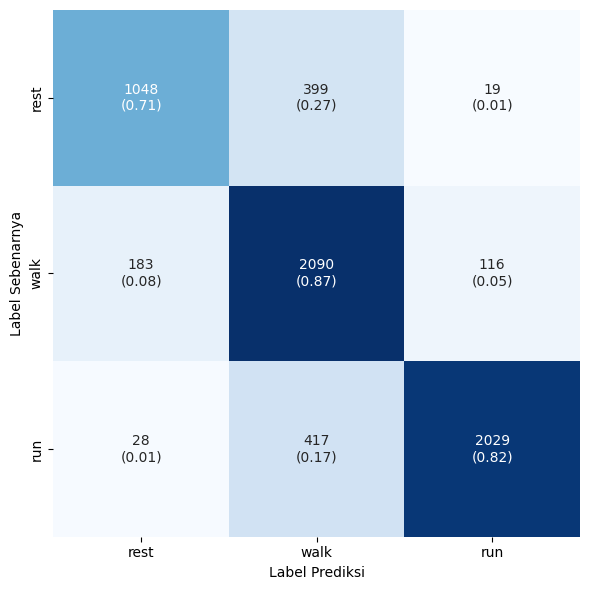 Label Sebenarnya
rest
1048
(0.71)
399
(0.27)
19
(0.01)
walk
183
(0.08)
2090
(0.87)
116
(0.05)
run
28
(0.01)
417
(0.17)
2029
(0.82)
rest
walk
run
Label Prediksi